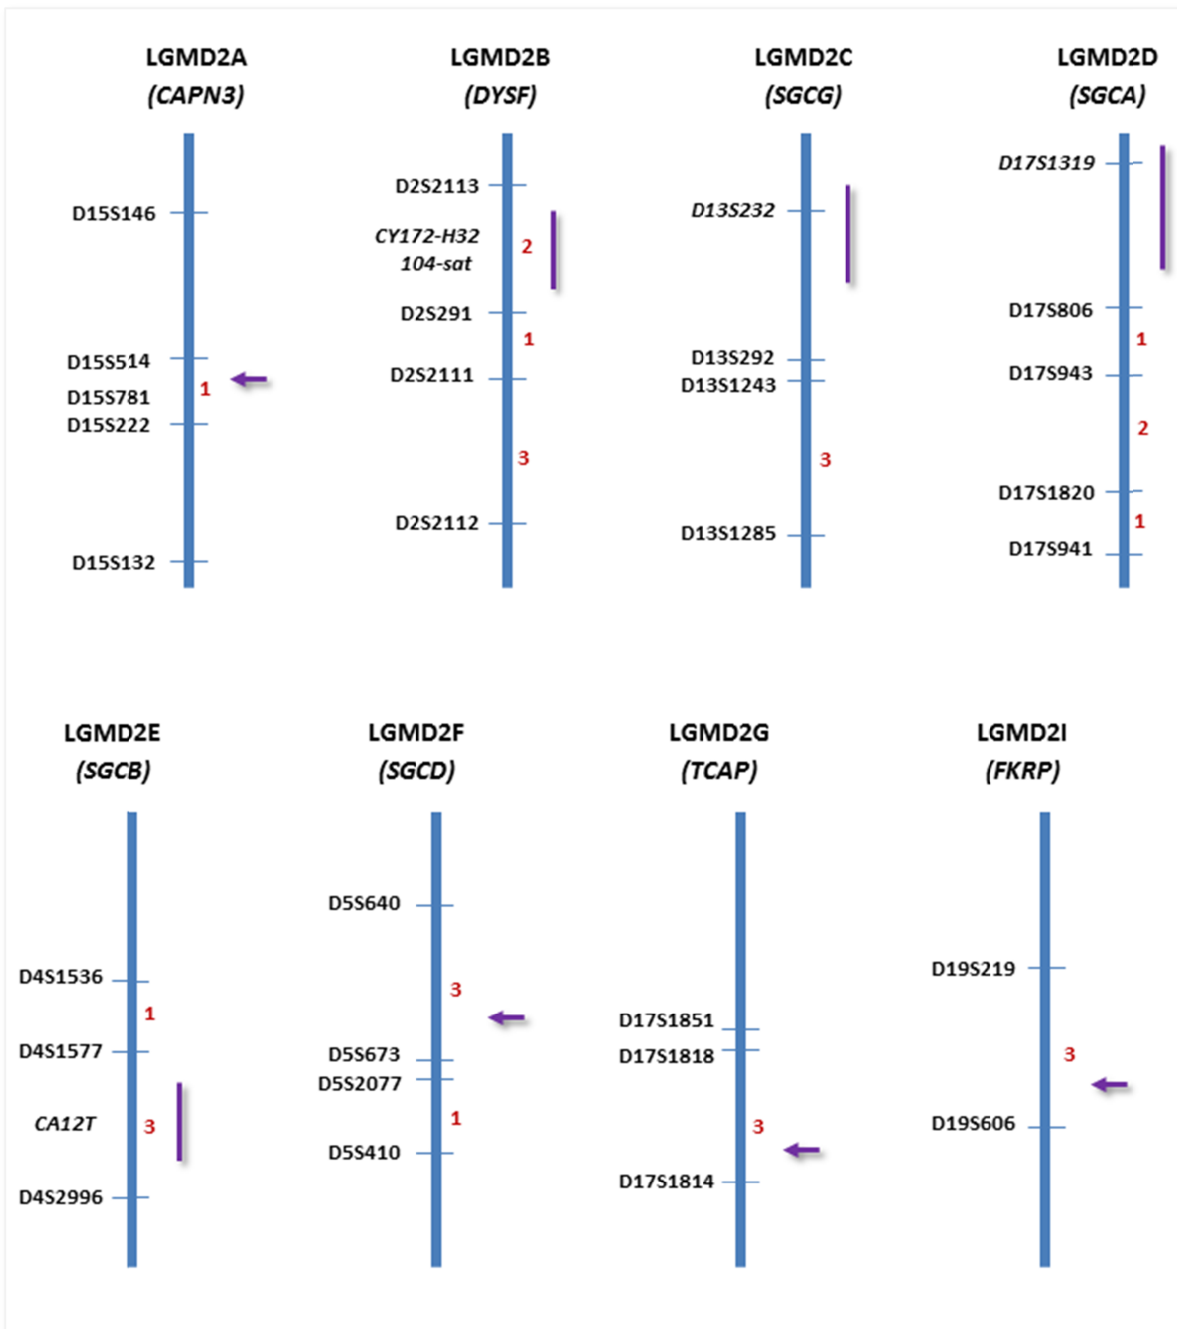 LGMD2A
(CAPN3)
D15S146
D15S514
1
D15S781
D15S222
D15S132
LGMD2B
(DYSF)
D2S2113
CY172-H32
2
104-sat
D2S291
1
D2S2111
3
D2S2112
LGMD2C
(SGCG)
D13S232
D13S292
D13S1243
3
D13S1285
LGMD2D
(SGCA)
D17S1319
D17S806
1
D17S943
2
D17S1820
1
D17S941
LGMD2E
(SGCB)
D4S1536
1
D4S1577
CA12T
3
D4S2996
LGMD2F
(SGCD)
D5S640
3
D5S673
D5S2077
1
D5S410
LGMD2G
(TCAP)
D17S1851
D17S1818
3
D17S1814
LGMD2I
(FKRP)
D19S219
3
D19S606